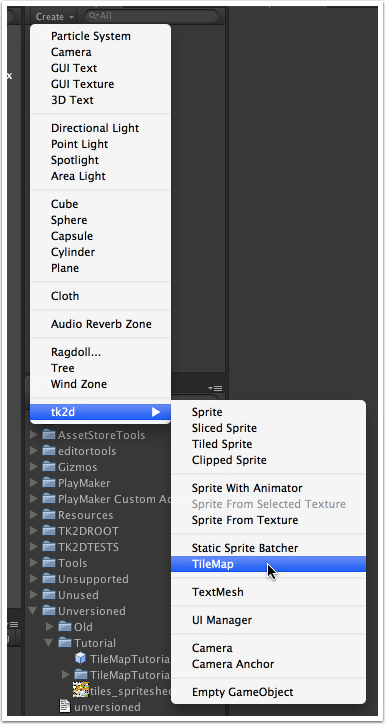 Create
All
Particle System
Camera
GUI Text
GUI Texture
3D Text
Directional Light
Point Light
Spotlight
Area Light
Cube
Sphere
Capsule
Cylinder
Plane
Cloth
Audio Reverb Zone
Ragdoll...
Tree
Wind Zone
tk2d
Sprite
Sliced Sprite
Tiled Sprite
Clipped Sprite
Sprite With Animator
Sprite From Selected Texture
Sprite From Texture
Static Sprite Batcher
TileMap
TextMesh
UI Manager
Camera
Camera Anchor
Empty GameObject
AssetStoreTools
editortools
Gizmos
PlayMaker
PlayMaker Custom Ac
Resources
TK2DROOT
TK2DTESTS
Tools
Unsupported
Unused
Unversioned
Old
Tutorial
TileMapTutoria
TileMapTutoria
tiles_spriteshee
unversioned